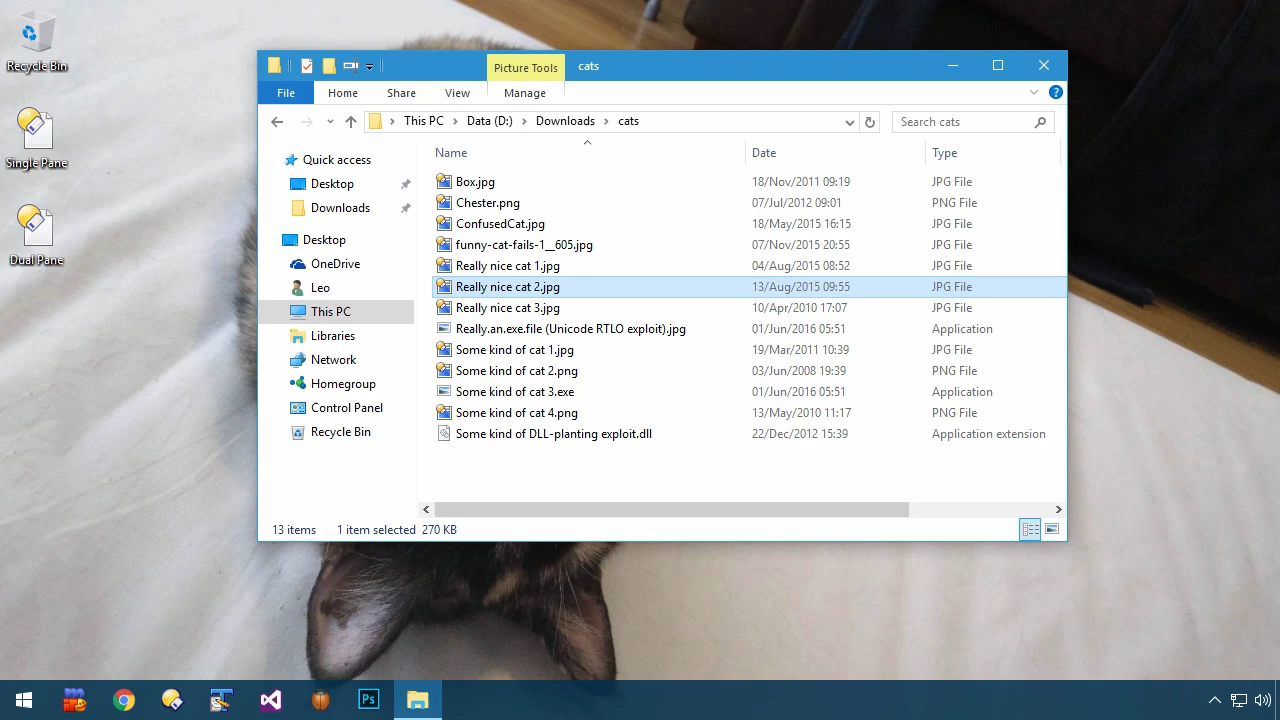 Recycle Bin
Single Pane
Dual Pane
Picture Tools cats
File Home Share View Manage
This PC Data (D:) Downloads cats
Search cats
Quick access
Desktop
Downloads
Desktop
OneDrive
Leo
This PC
Libraries
Network
Homegroup
Control Panel
Recycle Bin
Name Date Type
Box.jpg 18/Nov/2011 09:19 JPG File
Chester.png 07/Jul/2012 09:01 PNG File
ConfusedCat.jpg 18/May/2015 16:15 JPG File
funny-cat-fails-1__605.jpg 07/Nov/2015 20:55 JPG File
Really nice cat 1.jpg 04/Aug/2015 08:52 JPG File
Really nice cat 2.jpg 13/Aug/2015 09:55 JPG File
Really nice cat 3.jpg 10/Apr/2010 17:07 JPG File
Really.an.exe.file (Unicode RTLO exploit).jpg 01/Jun/2016 05:51 Application
Some kind of cat 1.jpg 19/Mar/2011 10:39 JPG File
Some kind of cat 2.png 03/Jun/2008 19:39 PNG File
Some kind of cat 3.exe 01/Jun/2016 05:51 Application
Some kind of cat 4.png 13/May/2010 11:17 PNG File
Some kind of DLL-planting exploit.dll 22/Dec/2012 15:39 Application extension
13 items 1 item selected 270 KB
Ps